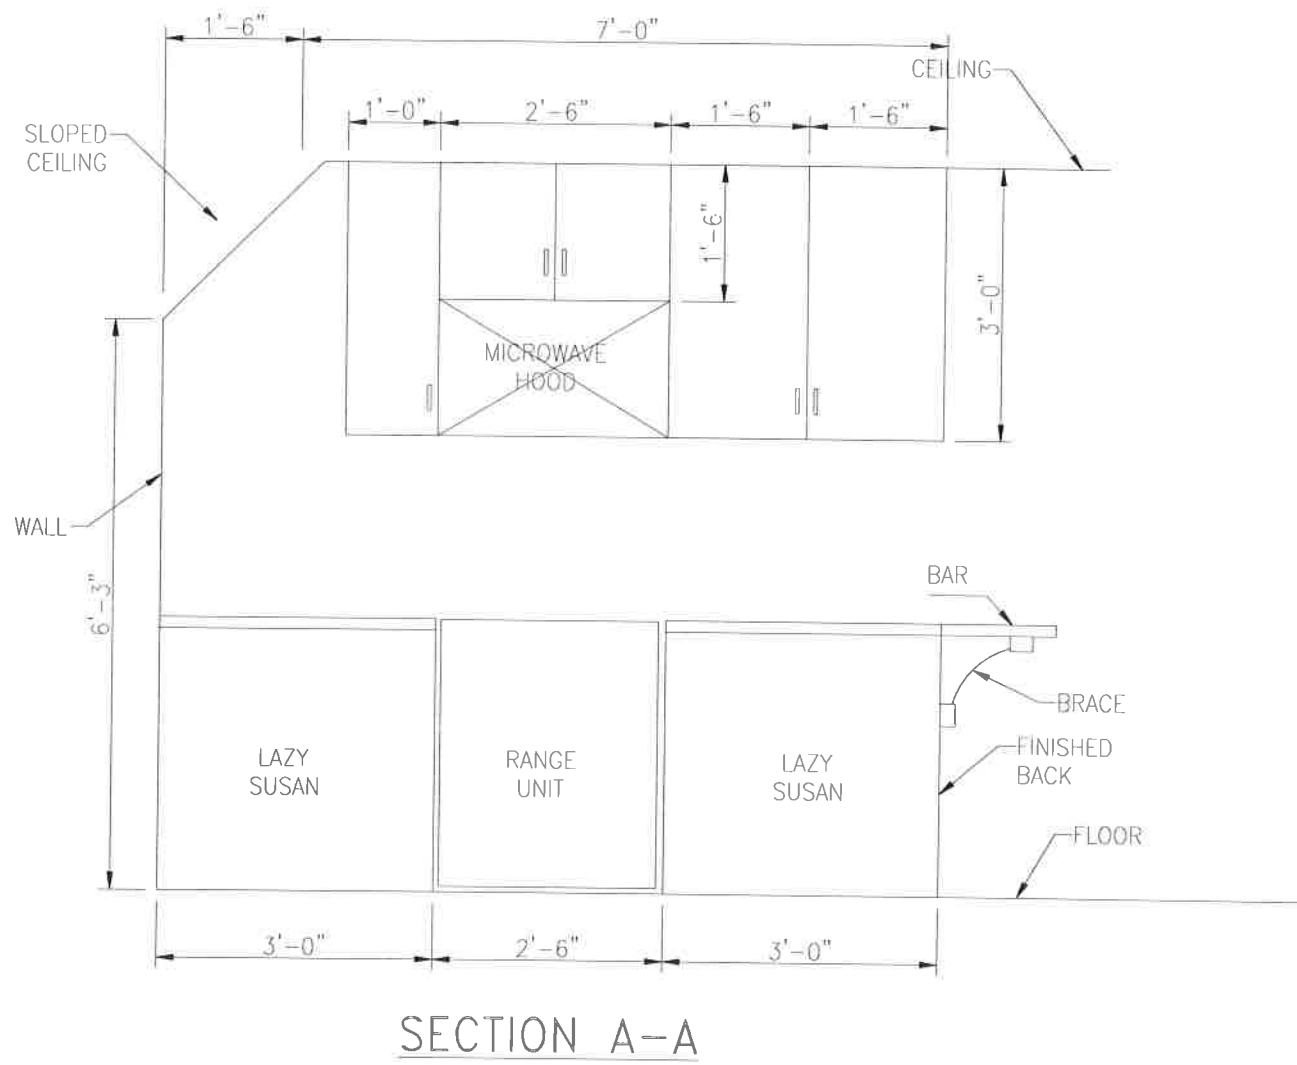 1'-6"
7'-0"
CEILING
1'-0"
2'-6"
1'-6"
1'-6"
SLOPED
CEILING
1'-6"
3'-0"
MICROWAVE
HOOD
WALL
6'-3"
BAR
BRACE
LAZY
SUSAN
RANGE
UNIT
LAZY
SUSAN
FINISHED
BACK
FLOOR
3'-0"
2'-6"
3'-0"
SECTION A-A